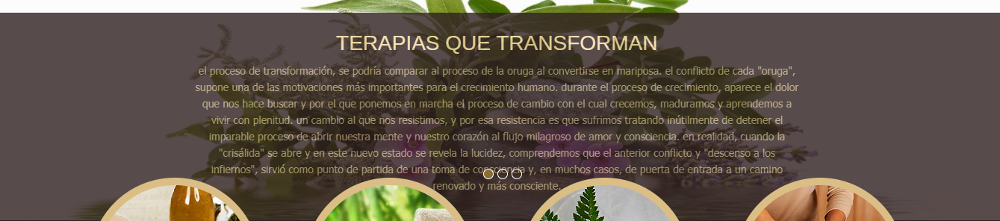 TERAPIAS QUE TRANSFORMAN
el proceso de transformación, se podría comparar al proceso de la oruga al convertirse en mariposa. el conflicto de cada "oruga",
supone una de las motivaciones más importantes para el crecimiento humano. durante el proceso de crecimiento, aparece el dolor
que nos hace buscar y por el que ponemos en marcha el proceso de cambio con el cual crecemos, maduramos y aprendemos a
vivir con plenitud. un cambio al que nos resistimos, y por esa resistencia es que sufrimos tratando inútilmente de detener el
imparable proceso de abrir nuestra mente y nuestro corazón al flujo milagroso de amor y consciencia. en realidad, cuando la
"crisálida" se abre y en este nuevo estado se revela la lucidez, comprendemos que el anterior conflicto y "descenso a los
infiernos", sirvió como punto de partida de una toma de consciencia y, en muchos casos, de puerta de entrada a un camino
renovado y más consciente.